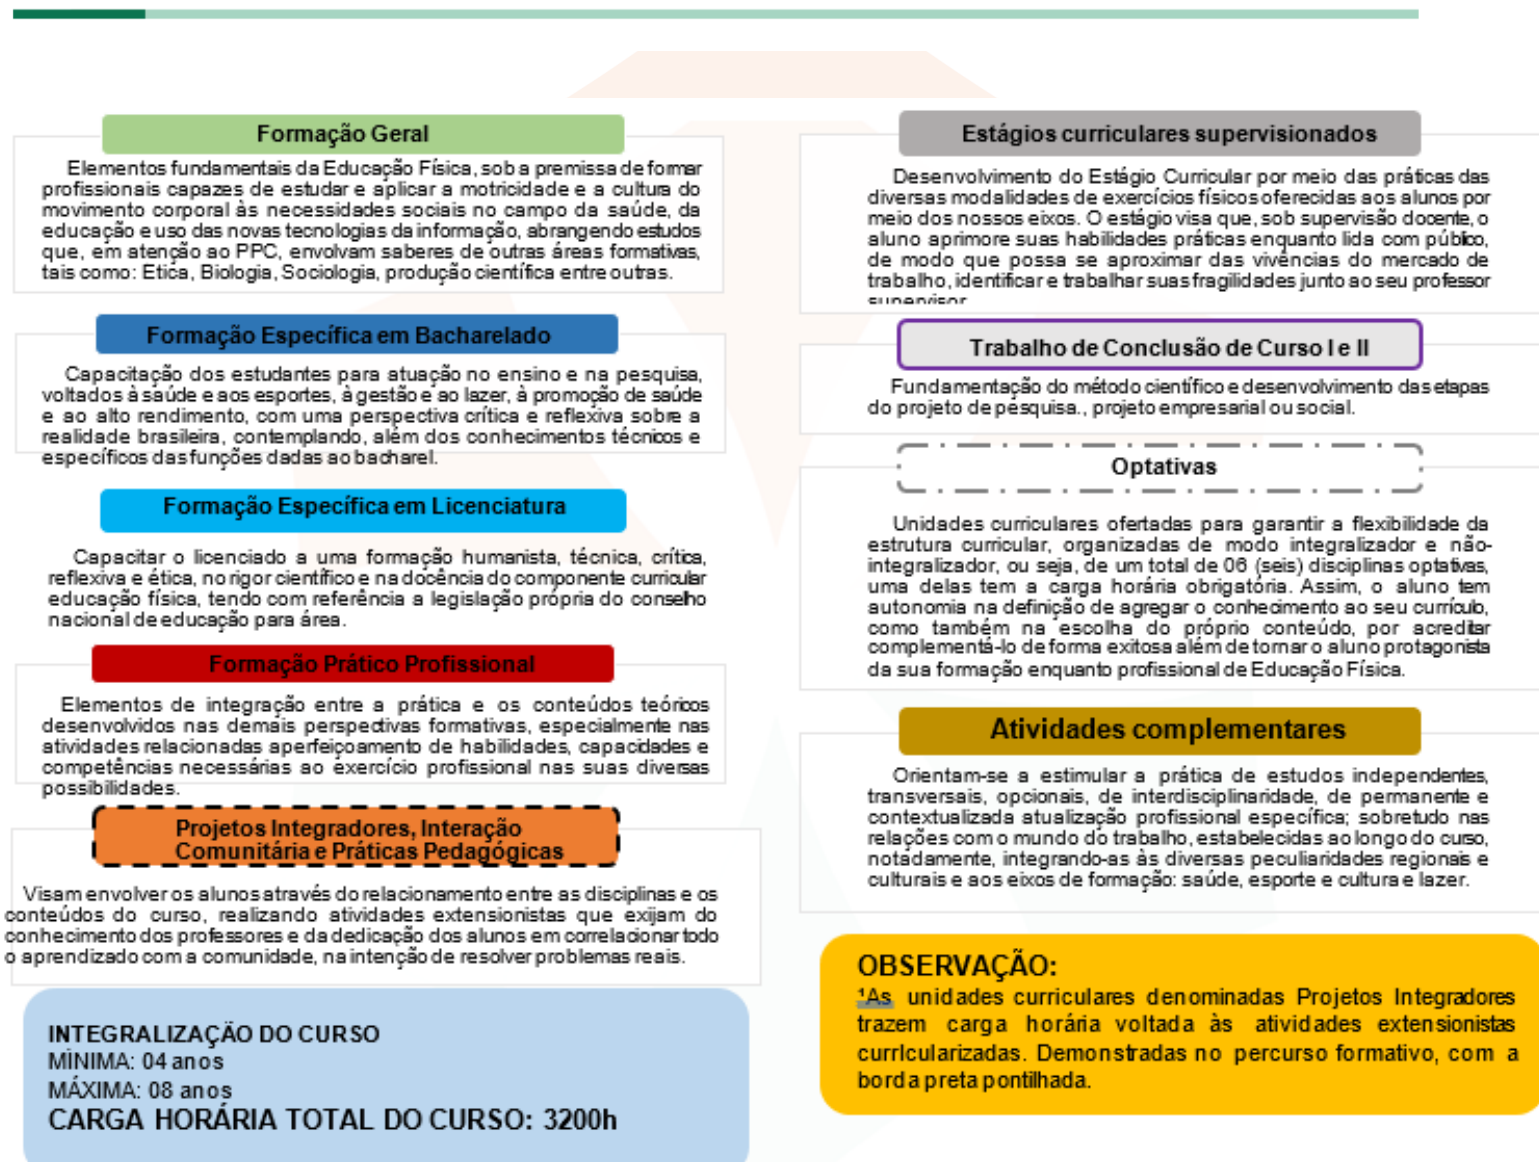 Formação Geral
Elementos fundamentais da Educação Física, sob a premissa de formar
profissionais capazes de estudar e aplicar a motricidade e a cultura do
movimento corporal às necessidades sociais no campo da saúde, da
educação e uso das novas tecnologias da informação, abrangendo estudos
que, em atenção ao PPC, envolvam saberes de outras áreas formativas,
tais como: Etica, Biologia, Sociologia, produção científica entre outras.
Formação Específica em Bacharelado
Capacitação dos estudantes para atuação no ensino e na pesquisa,
voltados à saúde e aos esportes, à gestão e ao lazer, à promoção de saúde
e ao alto rendimento, com uma perspectiva crítica e reflexiva sobre a
realidade brasileira, contemplando, além dos conhecimentos técnicos e
específicos das funções dadas ao bacharel.
Formação Específica em Licenciatura
Capacitar o licenciado a uma formação humanista, técnica, crítica,
reflexiva e ética, no rigor científico e na docência do componente curricular
educação física, tendo com referência a legislação própria do conselho
nacional de educação para área.
Formação Prático Profissional
Elementos de integração entre a prática e os conteúdos teóricos
desenvolvidos nas demais perspectivas formativas, especialmente nas
atividades relacionadas aperfeiçoamento de habilidades, capacidades e
competências necessárias ao exercício profissional nas suas diversas
possibilidades.
Projetos Integradores, Interação
Comunitária e Práticas Pedagógicas
Visam envolver os alunos através do relacionamento entre as disciplinas e os
conteúdos do curso, realizando atividades extensionistas que exijam do
conhecimento dos professores e da dedicação dos alunos em correlacionar todo
o aprendizado com a comunidade, na intenção de resolver problemas reais.
INTEGRALIZAÇÃO DO CURSO
MÍNIMA: 04 anos
MÁXIMA: 08 anos
CARGA HORÁRIA TOTAL DO CURSO: 3200h
Estágios curriculares supervisionados
Desenvolvimento do Estágio Curricular por meio das práticas das
diversas modalidades de exercícios físicos oferecidas aos alunos por
meio dos nossos eixos. O estágio visa que, sob supervisão docente, o
aluno aprimore suas habilidades práticas enquanto lida com público,
de modo que possa se aproximar das vivências do mercado de
trabalho, identificar e trabalhar suas fragilidades junto ao seu professor
supervisor
Trabalho de Conclusão de Curso I e II
Fundamentação do método científico e desenvolvimento das etapas
do projeto de pesquisa., projeto empresarial ou social.
Optativas
Unidades curriculares ofertadas para garantir a flexibilidade da
estrutura curricular, organizadas de modo integralizador e não-
integralizador, ou seja, de um total de 06 (seis) disciplinas optativas,
uma delas tem a carga horária obrigatória. Assim, o aluno tem
autonomia na definição de agregar o conhecimento ao seu currículo,
como também na escolha do próprio conteúdo, por acreditar
complementá-lo de forma exitosa além de tornar o aluno protagonista
da sua formação enquanto profissional de Educação Física.
Atividades complementares
Orientam-se a estimular a prática de estudos independentes,
transversais, opcionais, de interdisciplinaridade, de permanente e
contextualizada atualização profissional específica; sobretudo nas
relações com o mundo do trabalho, estabelecidas ao longo do curso,
notadamente, integrando-as às diversas peculiaridades regionais e
culturais e aos eixos de formação: saúde, esporte e cultura e lazer.
OBSERVAÇÃO:
¹As unidades curriculares denominadas Projetos Integradores
trazem carga horária voltada às atividades extensionistas
currIcularizadas. Demonstradas no percurso formativo, com a
borda preta pontilhada.